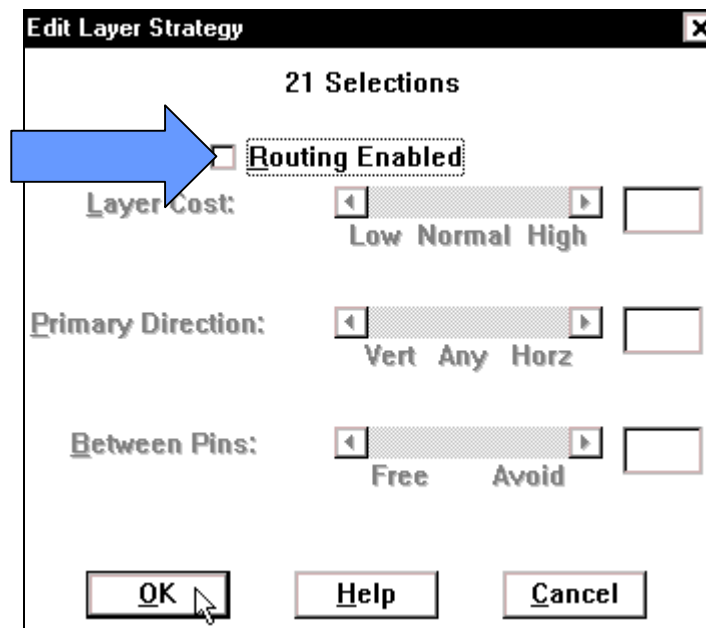 Edit Layer Strategy
21 Selections
Routing Enabled
Layer Cost:
Low Normal High
Primary Direction:
Vert Any Horz
Between Pins:
Free Avoid
OK Help Cancel